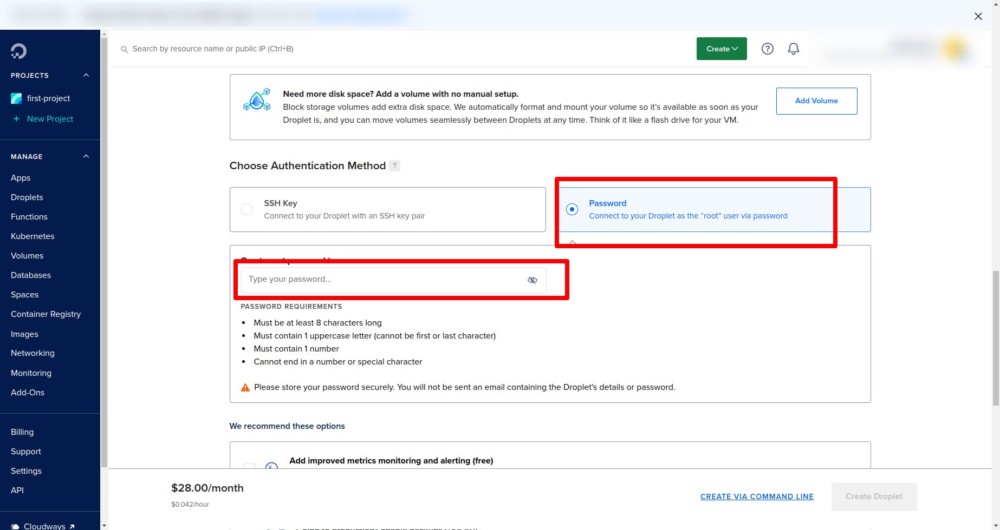 Search by resource name or public IP (Ctrl+B)
Create
?
PROJECTS
first-project
+ New Project
MANAGE
Apps
Droplets
Functions
Kubernetes
Volumes
Databases
Spaces
Container Registry
Images
Networking
Monitoring
Add-Ons
Billing
Support
Settings
API
Cloudways
Need more disk space? Add a volume with no manual setup.
Block storage volumes add extra disk space. We automatically format and mount your volume so it's available as soon as your
Droplet is, and you can move volumes seamlessly between Droplets at any time. Think of it like a flash drive for your VM.
Add Volume
Choose Authentication Method ?
SSH Key
Connect to your Droplet with an SSH key pair
Password
Connect to your Droplet as the “root” user via password
Type your password...
PASSWORD REQUIREMENTS
• Must be at least 8 characters long
• Must contain 1 uppercase letter (cannot be first or last character)
• Must contain 1 number
• Cannot end in a number or special character
Please store your password securely. You will not be sent an email containing the Droplet's details or password.
We recommend these options
Add improved metrics monitoring and alerting (free)
$28.00/month
$0.042/hour
CREATE VIA COMMAND LINE
Create Droplet